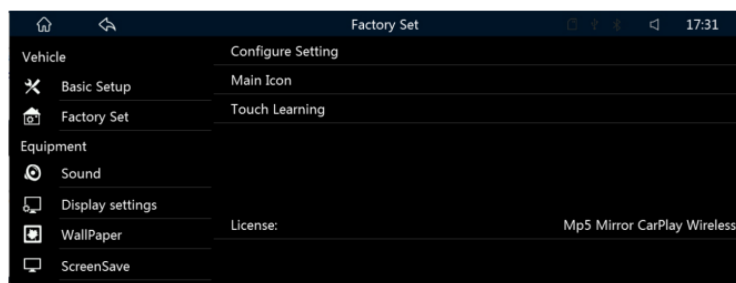 Factory Set
17:31
Vehicle
Basic Setup
Factory Set
Equipment
Sound
Display settings
WallPaper
ScreenSave
Configure Setting
Main Icon
Touch Learning
License: Mp5 Mirror CarPlay Wireless